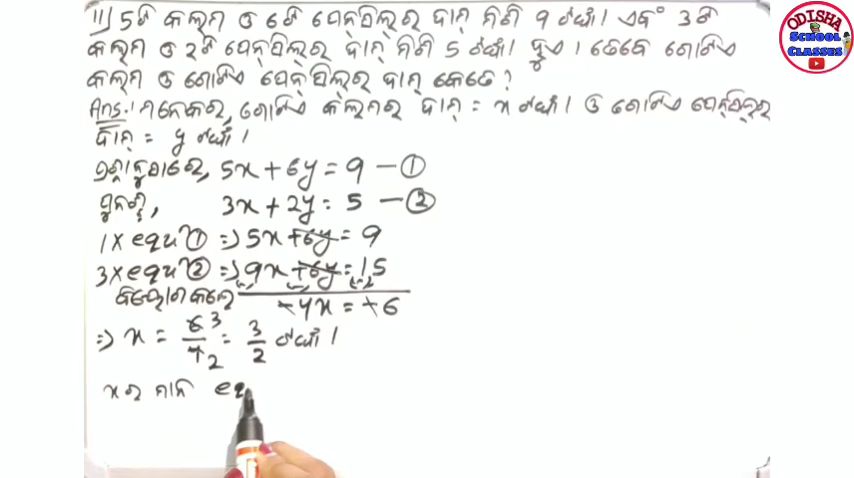 11) 5ଟି କଲମ ଓ 6ଟି ପେନ୍‌ସିଲ୍‌ର ଦାମ୍ ମିଶି 9 ଟଙ୍କା । ଏବଂ 3ଟି
କଲମ ଓ 2ଟି ପେନ୍‌ସିଲ୍‌ର ଦାମ୍ ମିଶି 5 ଟଙ୍କା ହୁଏ । ତେବେ ଗୋଟିଏ
କଲମ ଓ ଗୋଟିଏ ପେନ୍‌ସିଲ୍‌ର ଦାମ୍ କେତେ ?
Ans. ମନେକର, ଗୋଟିଏ କଲମର ଦାମ୍ = x ଟଙ୍କା । ଓ ଗୋଟିଏ ପେନ୍‌ସିଲ୍‌ର
ଦାମ୍ = y ଟଙ୍କା ।
ପ୍ରଶ୍ନାନୁସାରେ, 5x + 6y = 9 — ①
ପୁନଶ୍ଚ, 3x + 2y = 5 — ②
1 × equⁿ ① ⇒ 5x + 6y = 9
3 × equⁿ ② ⇒ 9x + 6y = 15
ବିୟୋଗକଲେ -4x = -6
⇒ x = 6/4 = 3/2 ଟଙ୍କା ।
x ର ମାନ eq
ODISHA
School
CLASSES